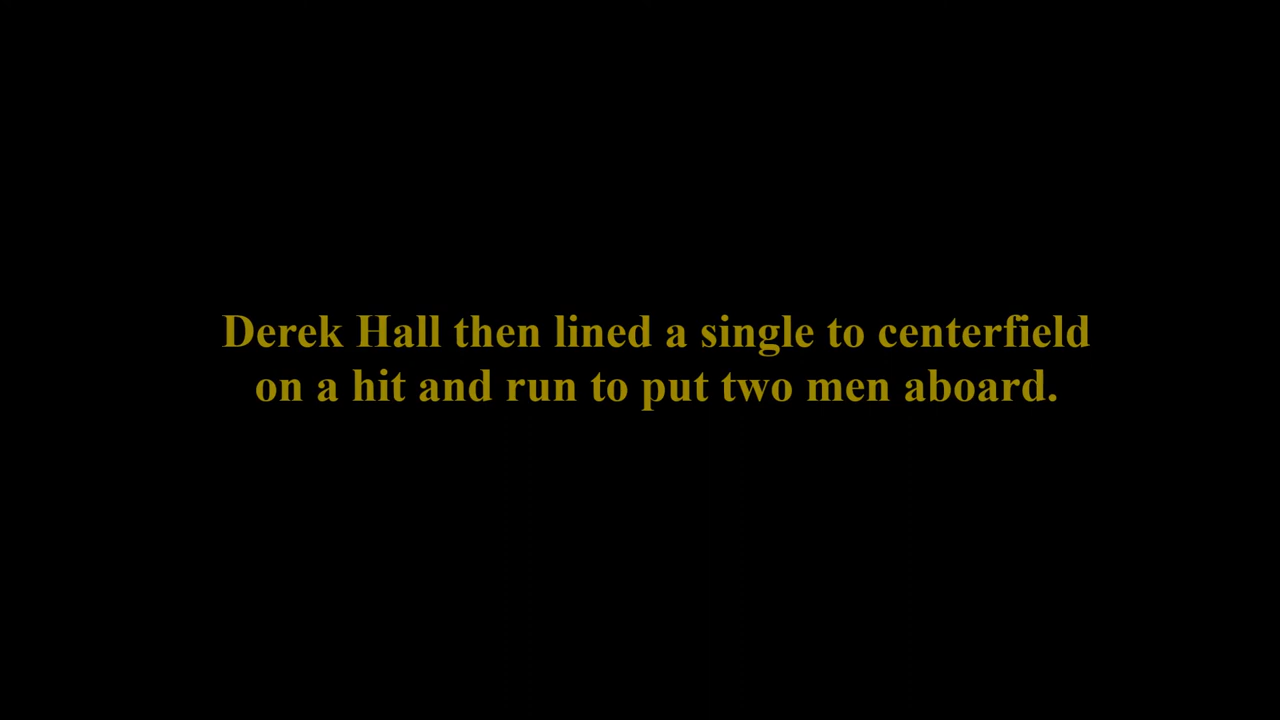 Derek Hall then lined a single to centerfield
on a hit and run to put two men aboard.